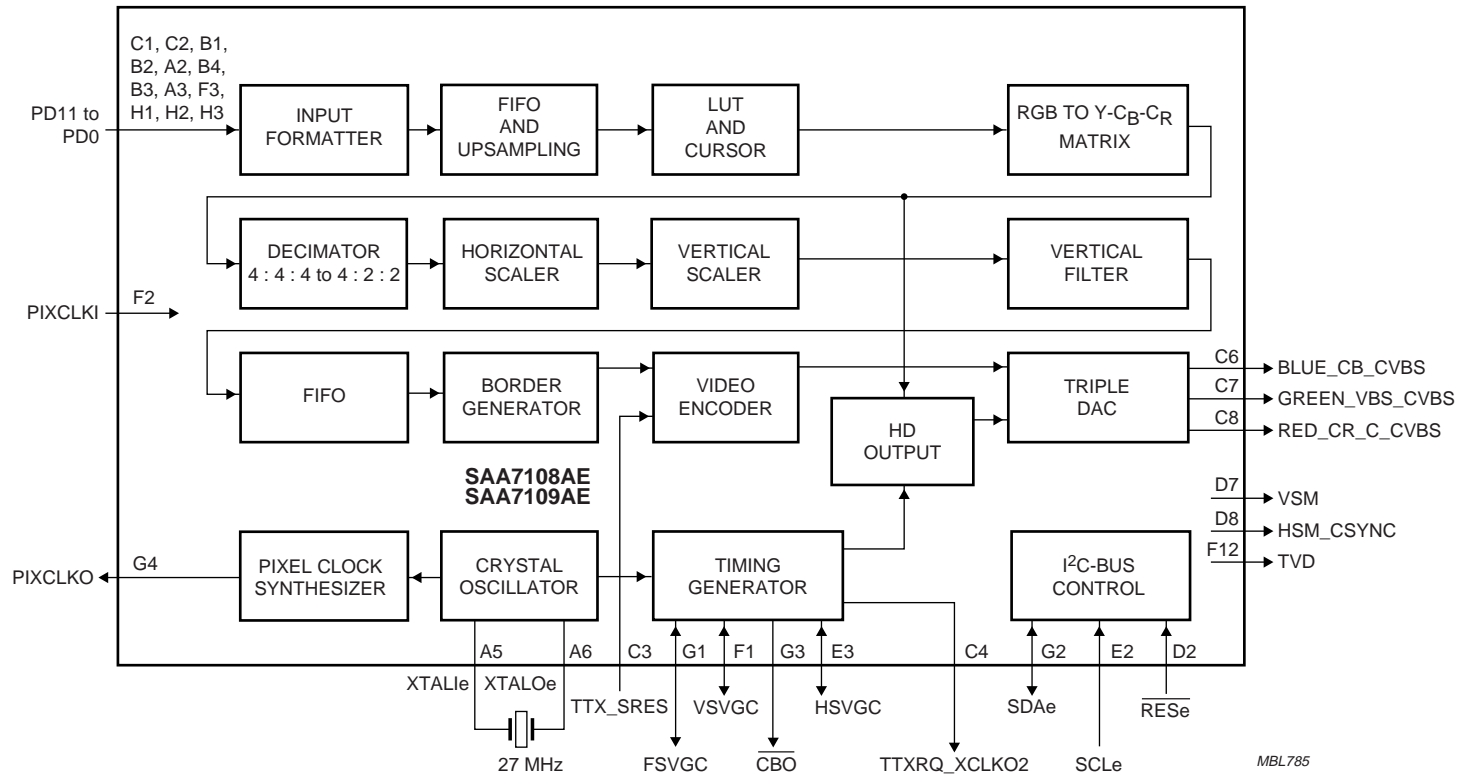 C1, C2, B1,
B2, A2, B4,
B3, A3, F3,
H1, H2, H3
PD11 to
PD0
INPUT
FORMATTER
FIFO
AND
UPSAMPLING
LUT
AND
CURSOR
RGB TO Y-CB-CR
MATRIX
DECIMATOR
4 : 4 : 4 to 4 : 2 : 2
HORIZONTAL
SCALER
VERTICAL
SCALER
VERTICAL
FILTER
PIXCLKI
F2
FIFO
BORDER
GENERATOR
VIDEO
ENCODER
HD
OUTPUT
TRIPLE
DAC
C6
BLUE_CB_CVBS
C7
GREEN_VBS_CVBS
C8
RED_CR_C_CVBS
SAA7108AE
SAA7109AE
D7
VSM
D8
HSM_CSYNC
F12
TVD
PIXCLKO
G4
PIXEL CLOCK
SYNTHESIZER
CRYSTAL
OSCILLATOR
TIMING
GENERATOR
I2C-BUS
CONTROL
A5
A6
C3
G1
F1
G3
E3
C4
G2
E2
D2
XTALIe
XTALOe
TTX_SRES
VSVGC
HSVGC
SDAe
RESe
27 MHz
FSVGC
CBO
TTXRQ_XCLKO2
SCLe
MBL785